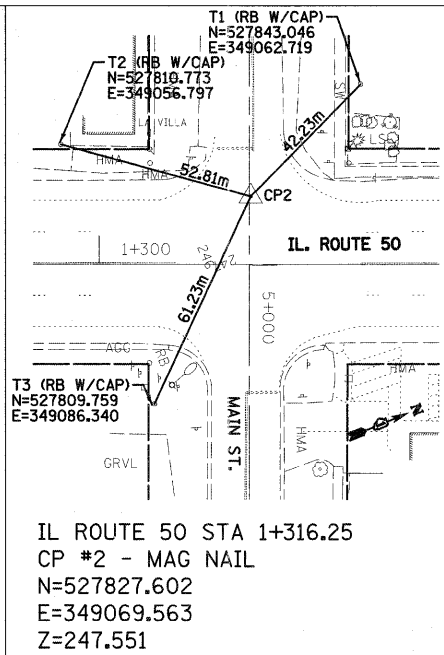 T1 (RB W/CAP)
N=527843.046
E=349062.719
T2 (RB W/CAP)
N=527810.773
E=349056.797
LA VILLA
SW
LS
HMA
HMA
52.81m
42.23m
CP2
1+300
246
IL. ROUTE 50
61.23m
5+000
AGG
RB
HMA
T3 (RB W/CAP)
N=527809.759
E=349086.340
MAIN ST.
HMA
GRVL
IL ROUTE 50 STA 1+316.25
CP #2 - MAG NAIL
N=527827.602
E=349069.563
Z=247.551